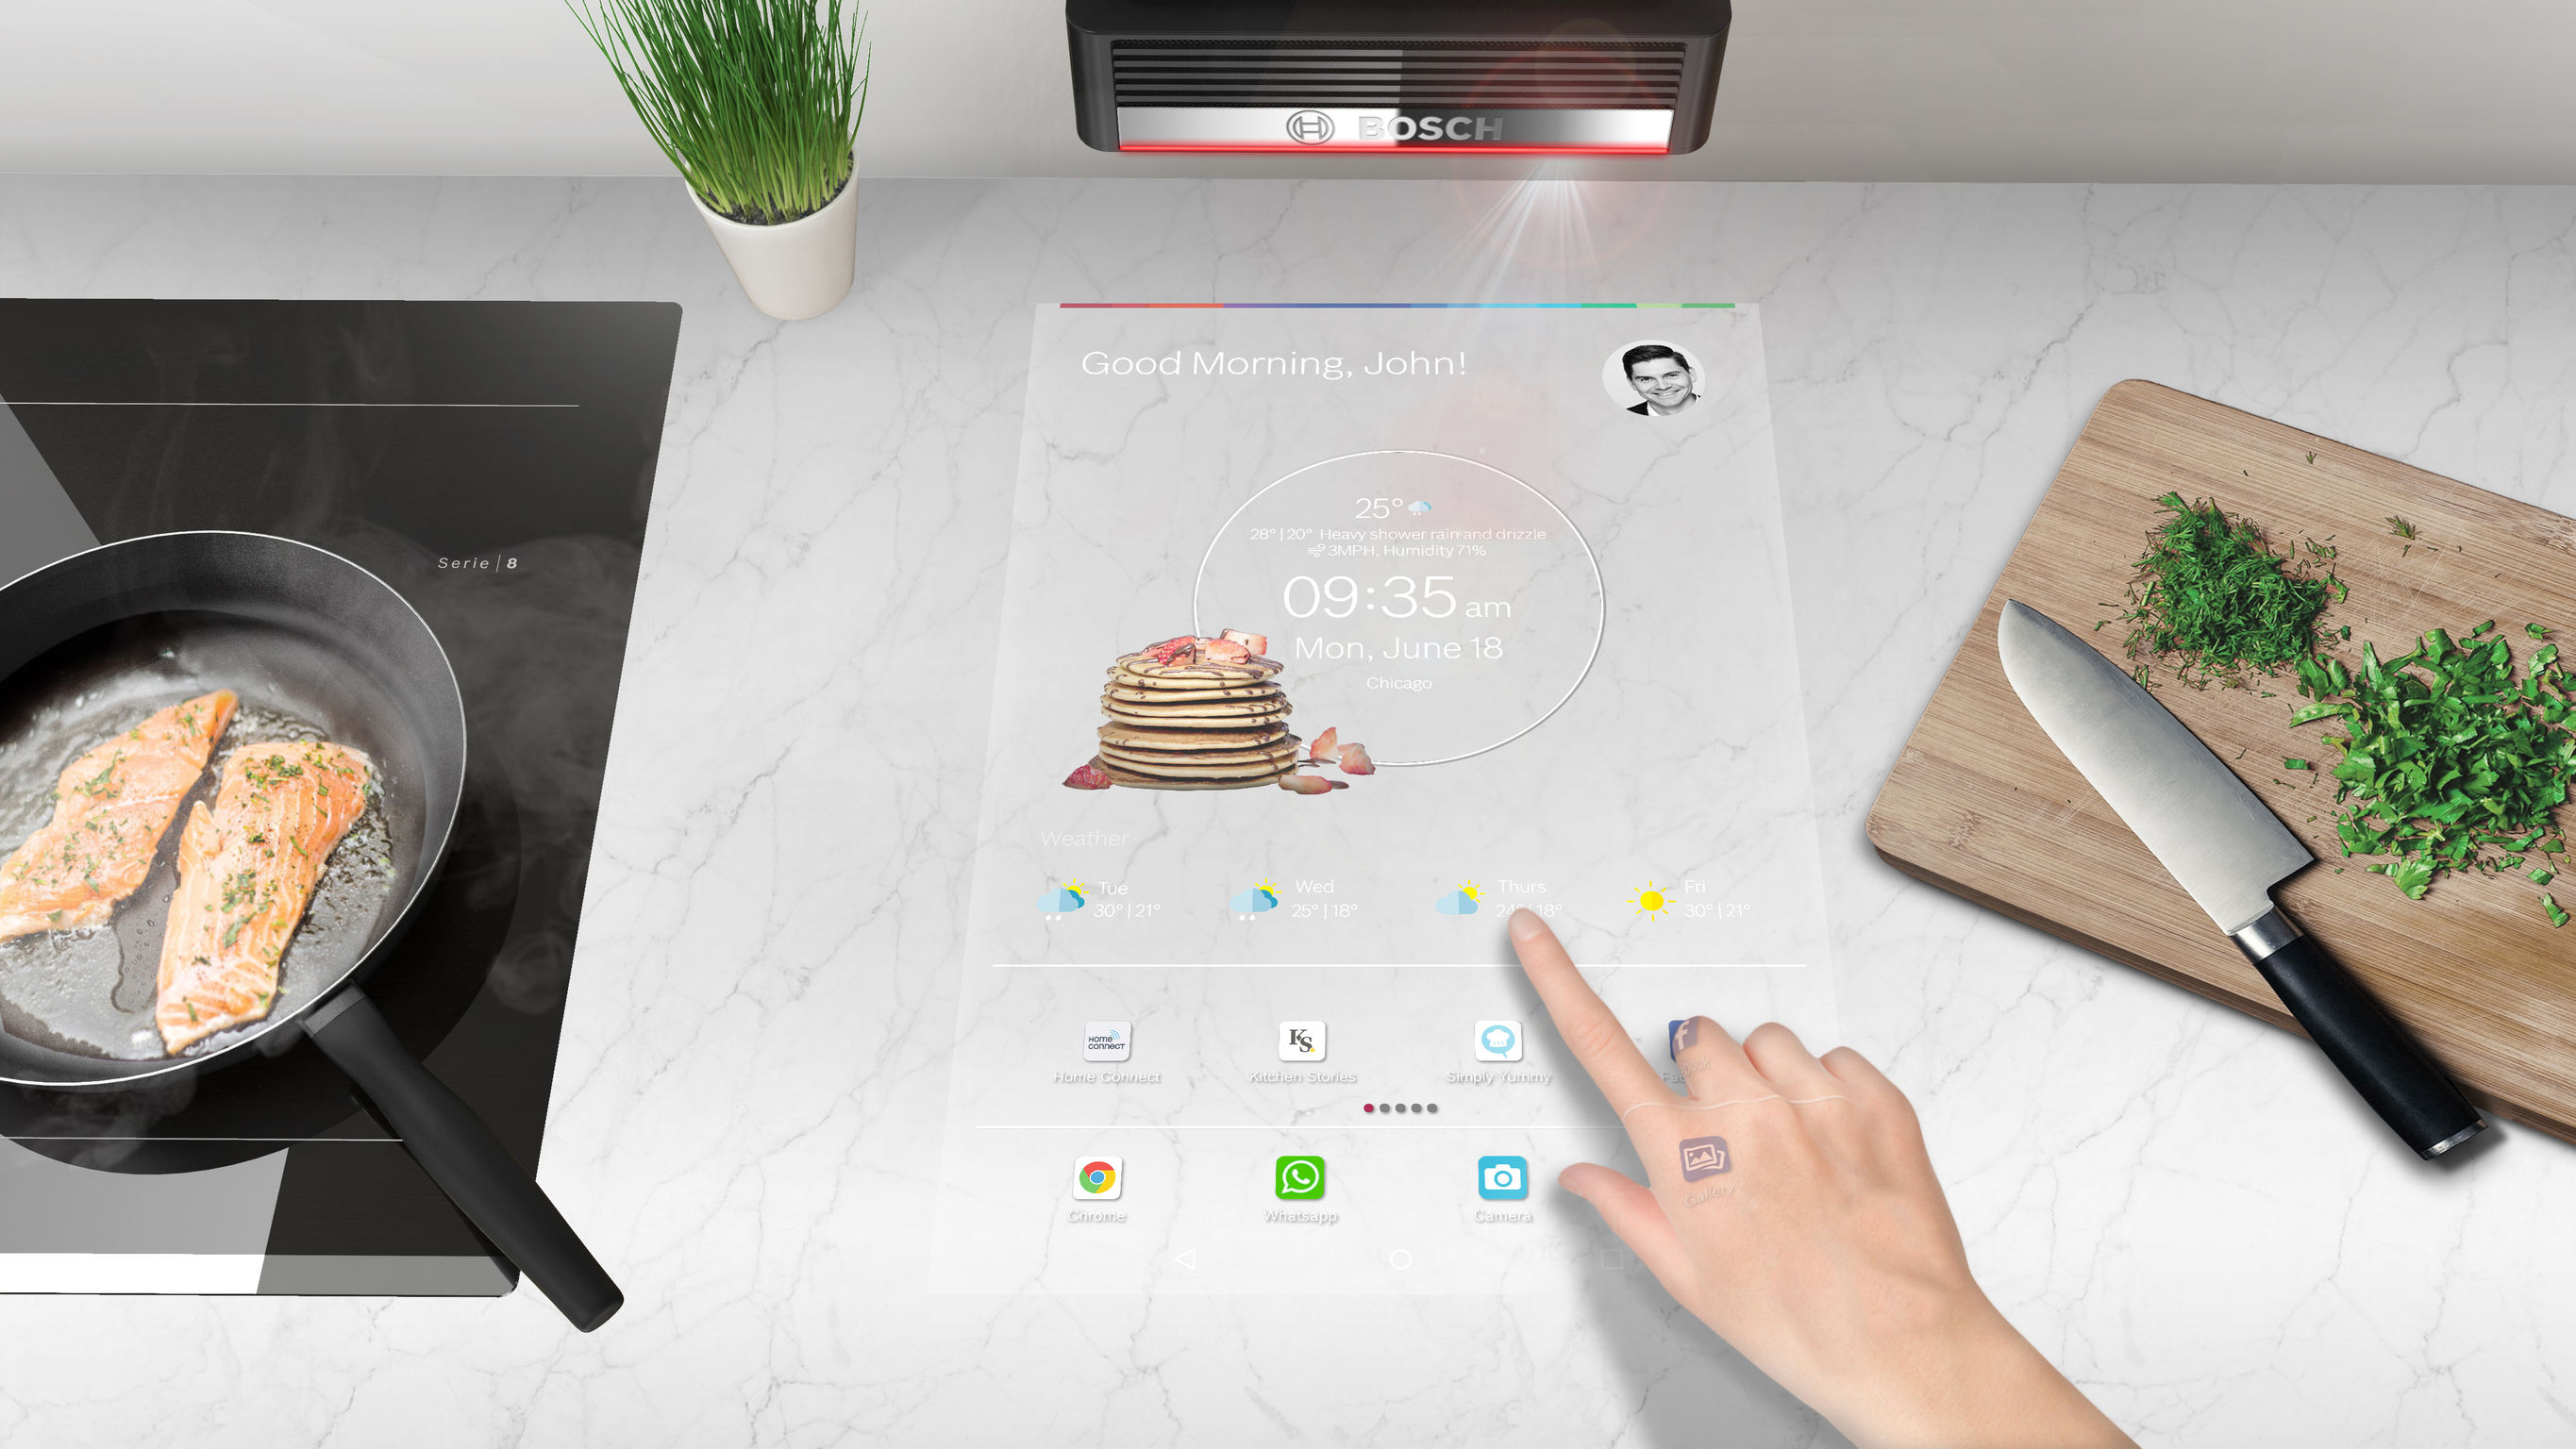 BOSCH
Good Morning, John!
25°
28° | 20° Heavy shower rain and drizzle
3MPH, Humidity 71%
09:35 am
Mon, June 18
Chicago
Serie | 8
Weather
Tue
30° | 21°
Wed
25° | 18°
Thurs
24° | 18°
Fri
30° | 21°
HOME CONNECT
Home Connect
KS
Kitchen Stories
Simply Yummy
f
Facebook
Chrome
Whatsapp
Camera
Gallery